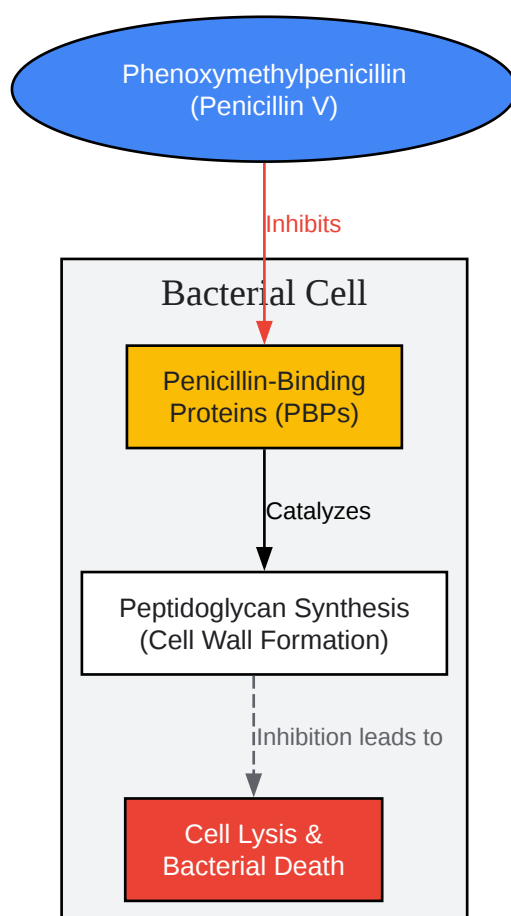 Phenoxymethylpenicillin
(Penicillin V)
Inhibits
Bacterial Cell
Penicillin-Binding
Proteins (PBPs)
Catalyzes
Peptidoglycan Synthesis
(Cell Wall Formation)
Inhibition leads to
Cell Lysis &
Bacterial Death